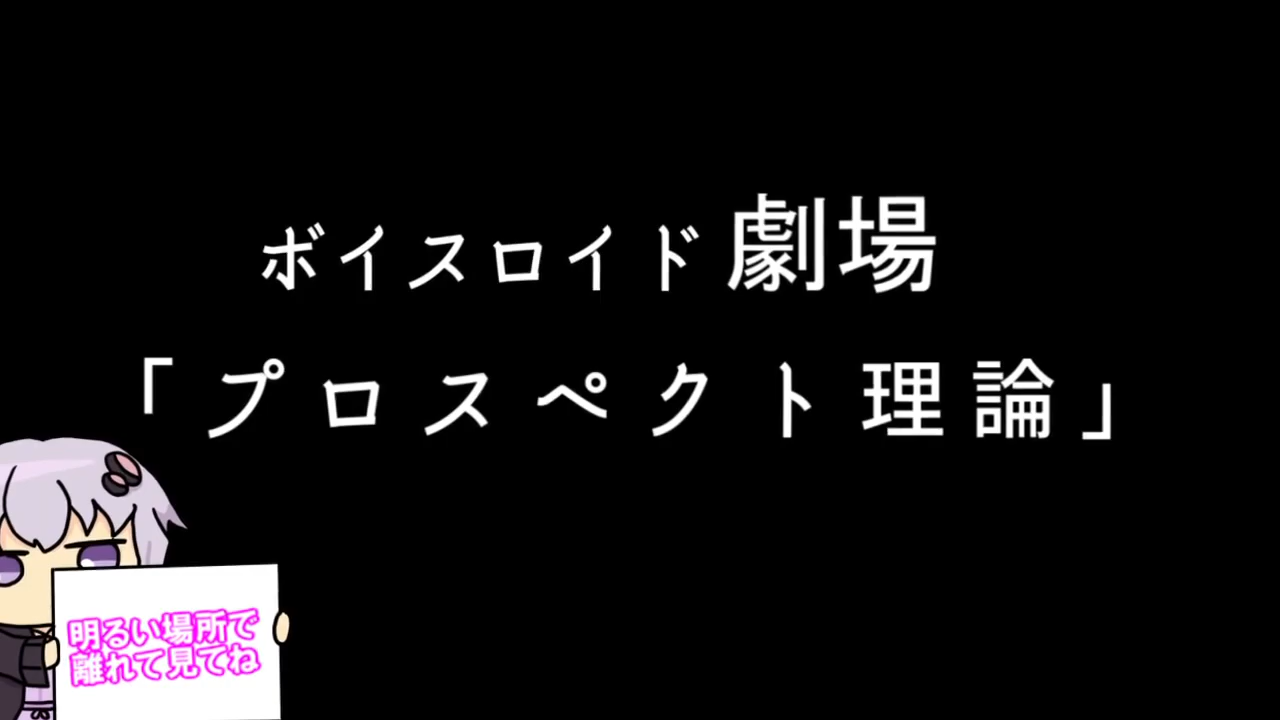 ボイスロイド劇場
「プロスペクト理論」
明るい場所で
離れて見てね